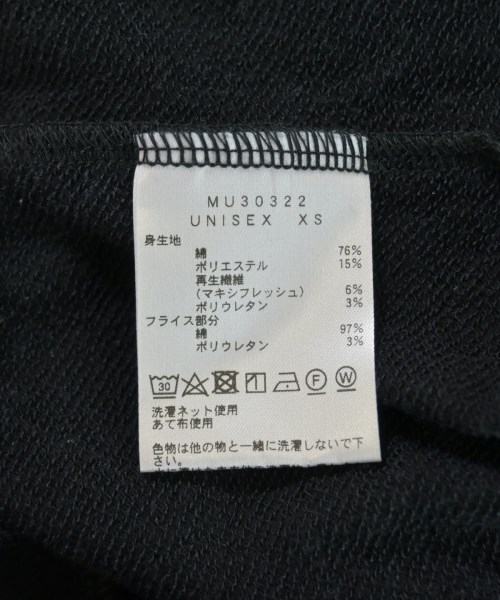 MU30322
UNISEX XS
身生地
綿 76%
ポリエステル 15%
再生繊維
(マキシフレッシュ) 6%
ポリウレタン 3%
フライス部分
綿 97%
ポリウレタン 3%
30 F W
洗濯ネット使用
あて布使用
色物は他の物と一緒に洗濯しないで下
さい。